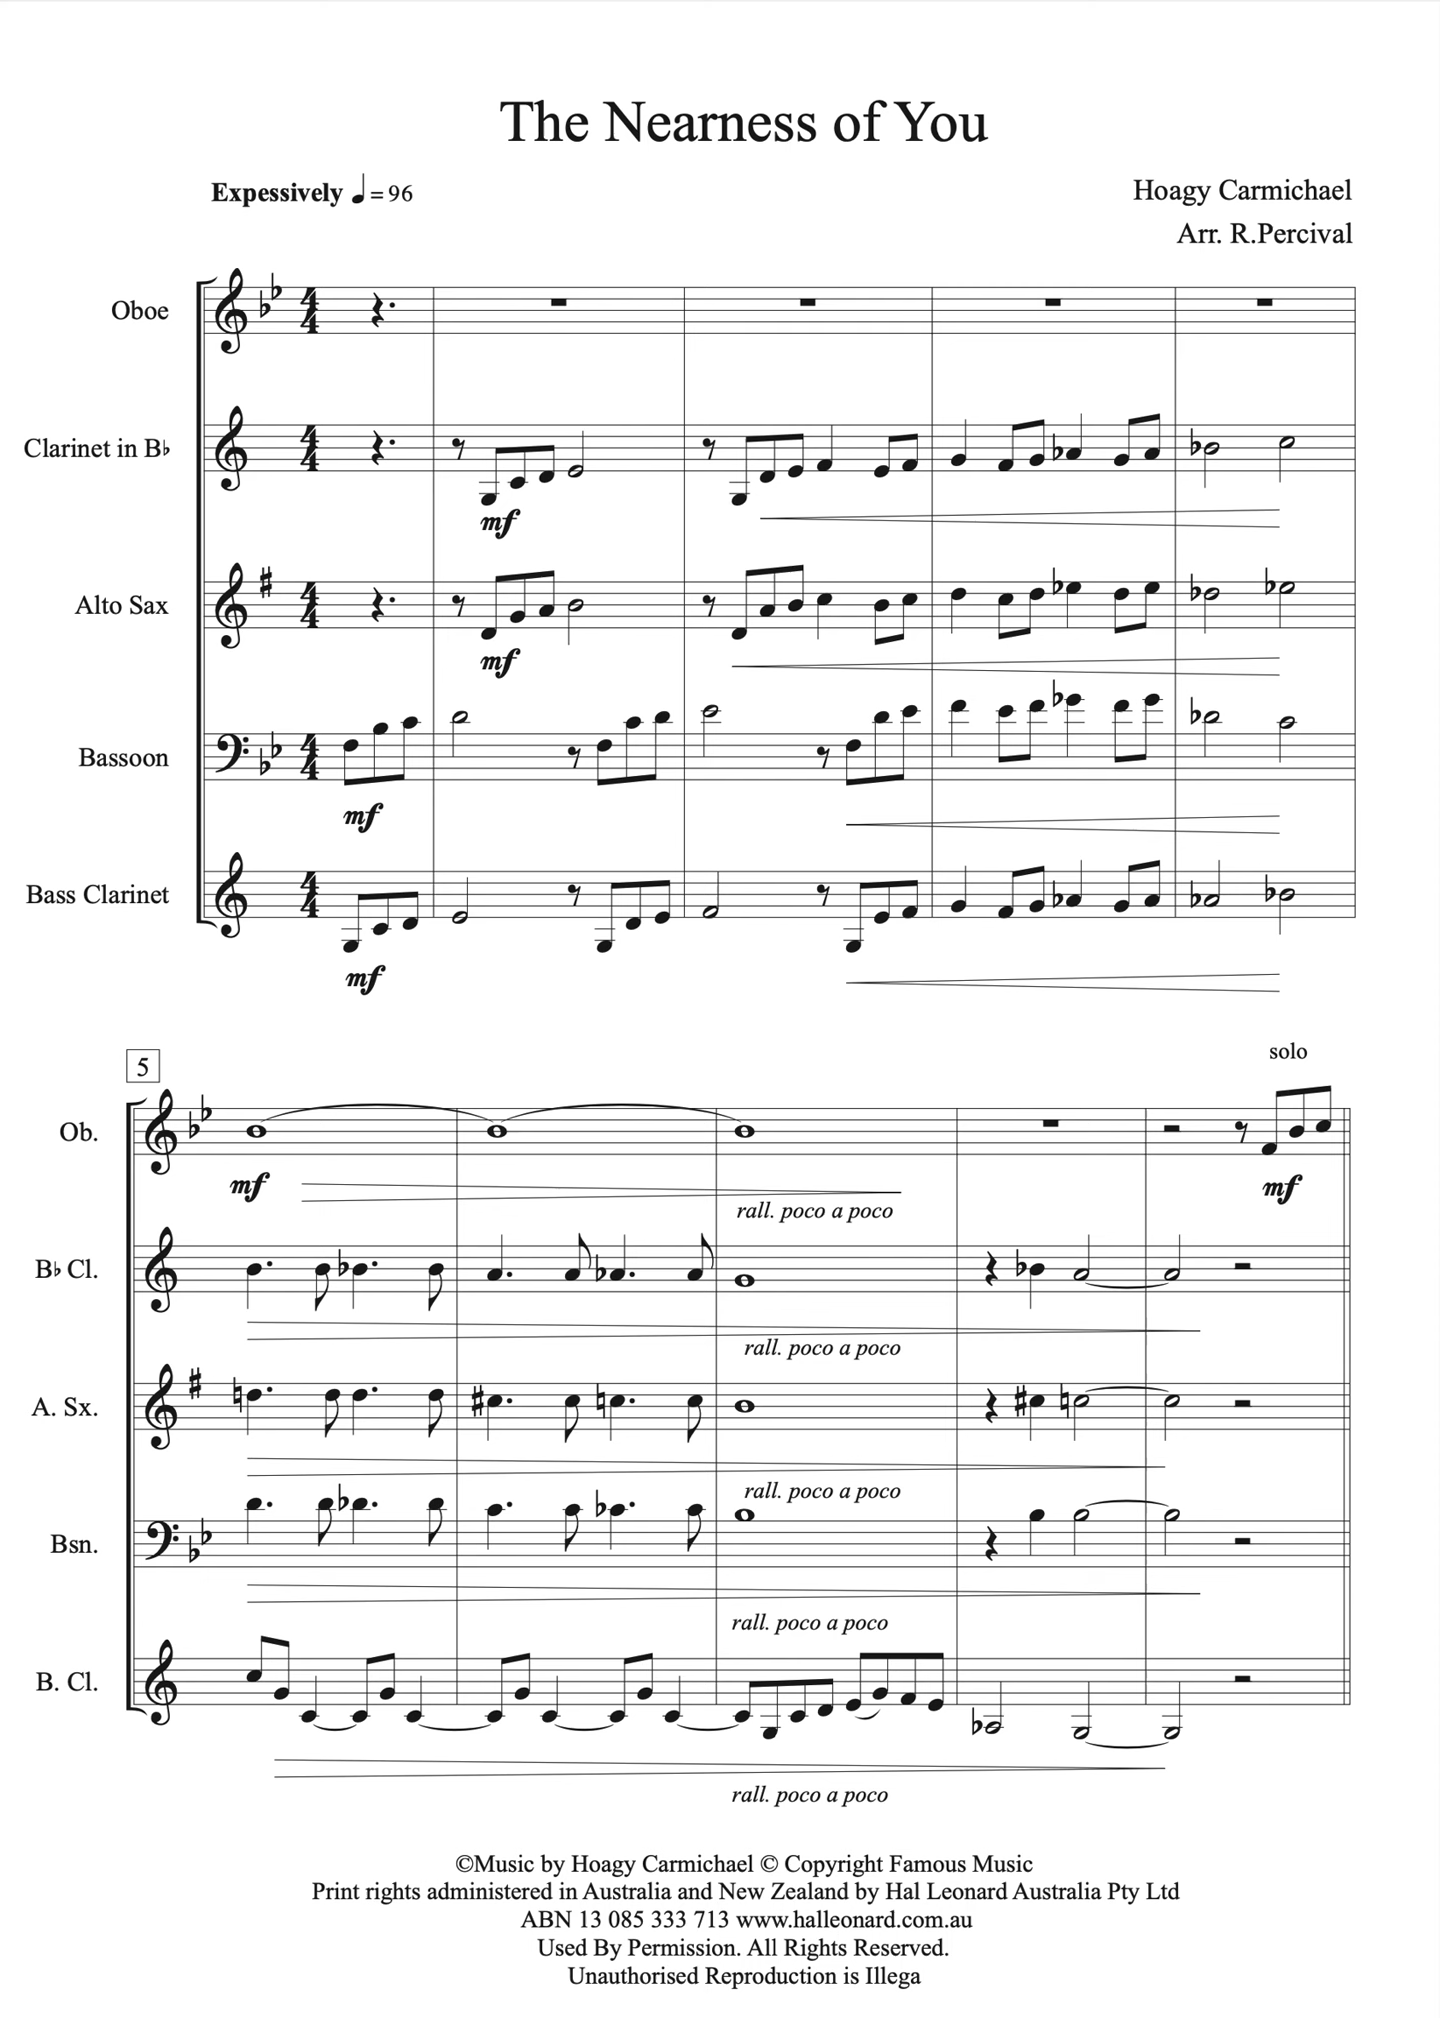 The Nearness of You
Expessively ♩ = 96
Hoagy Carmichael
Arr. R.Percival
Oboe
Clarinet in B♭
mf
Alto Sax
mf
Bassoon
mf
Bass Clarinet
mf
5
solo
Ob.
mf
mf
rall. poco a poco
B♭ Cl.
rall. poco a poco
A. Sx.
rall. poco a poco
Bsn.
rall. poco a poco
B. Cl.
rall. poco a poco
©Music by Hoagy Carmichael © Copyright Famous Music
Print rights administered in Australia and New Zealand by Hal Leonard Australia Pty Ltd
ABN 13 085 333 713 www.halleonard.com.au
Used By Permission. All Rights Reserved.
Unauthorised Reproduction is Illega